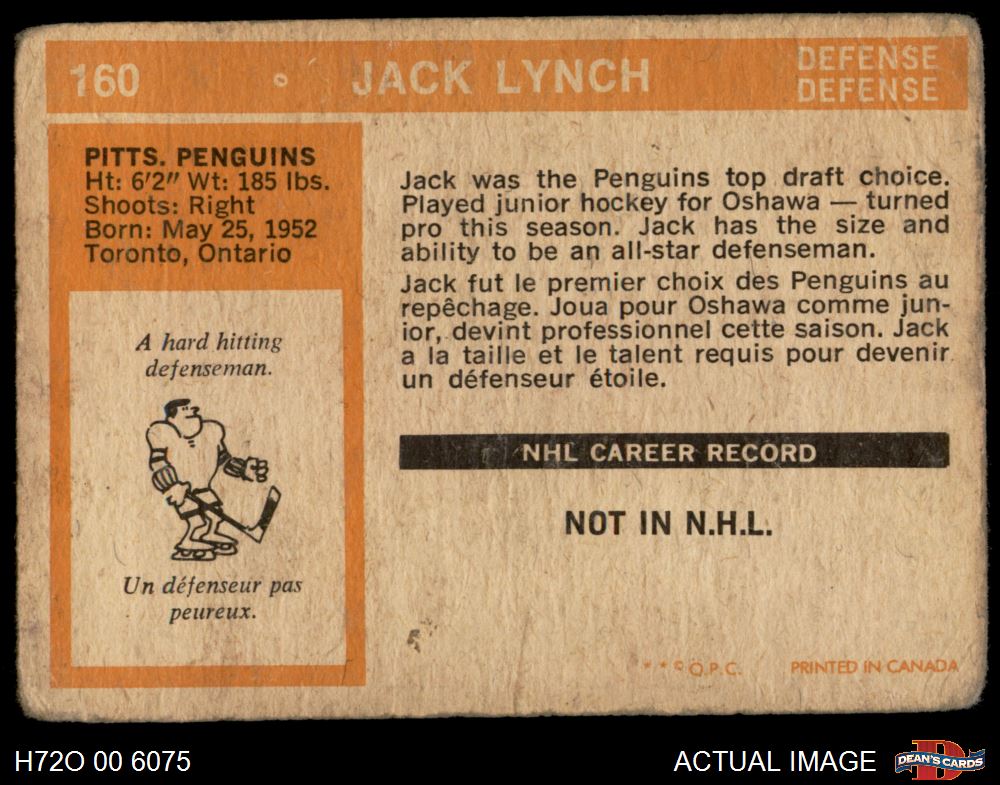 160 JACK LYNCH DEFENSE
DEFENSE
PITTS. PENGUINS
Ht: 6'2" Wt: 185 lbs.
Shoots: Right
Born: May 25, 1952
Toronto, Ontario
A hard hitting
defenseman.
Un défenseur pas
peureux.
Jack was the Penguins top draft choice.
Played junior hockey for Oshawa — turned
pro this season. Jack has the size and
ability to be an all-star defenseman.
Jack fut le premier choix des Penguins au
repêchage. Joua pour Oshawa comme jun-
ior, devint professionnel cette saison. Jack
a la taille et le talent requis pour devenir
un défenseur étoile.
NHL CAREER RECORD
NOT IN N.H.L.
* * © O.P.C. PRINTED IN CANADA
H72O 00 6075 ACTUAL IMAGE DEAN'S CARDS